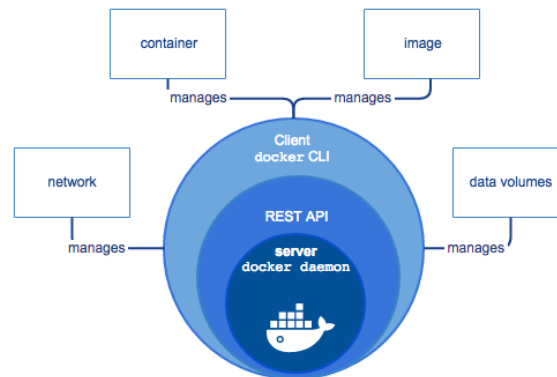 container
image
manages
manages
Client
docker CLI
network
data volumes
REST API
manages
manages
server
docker daemon